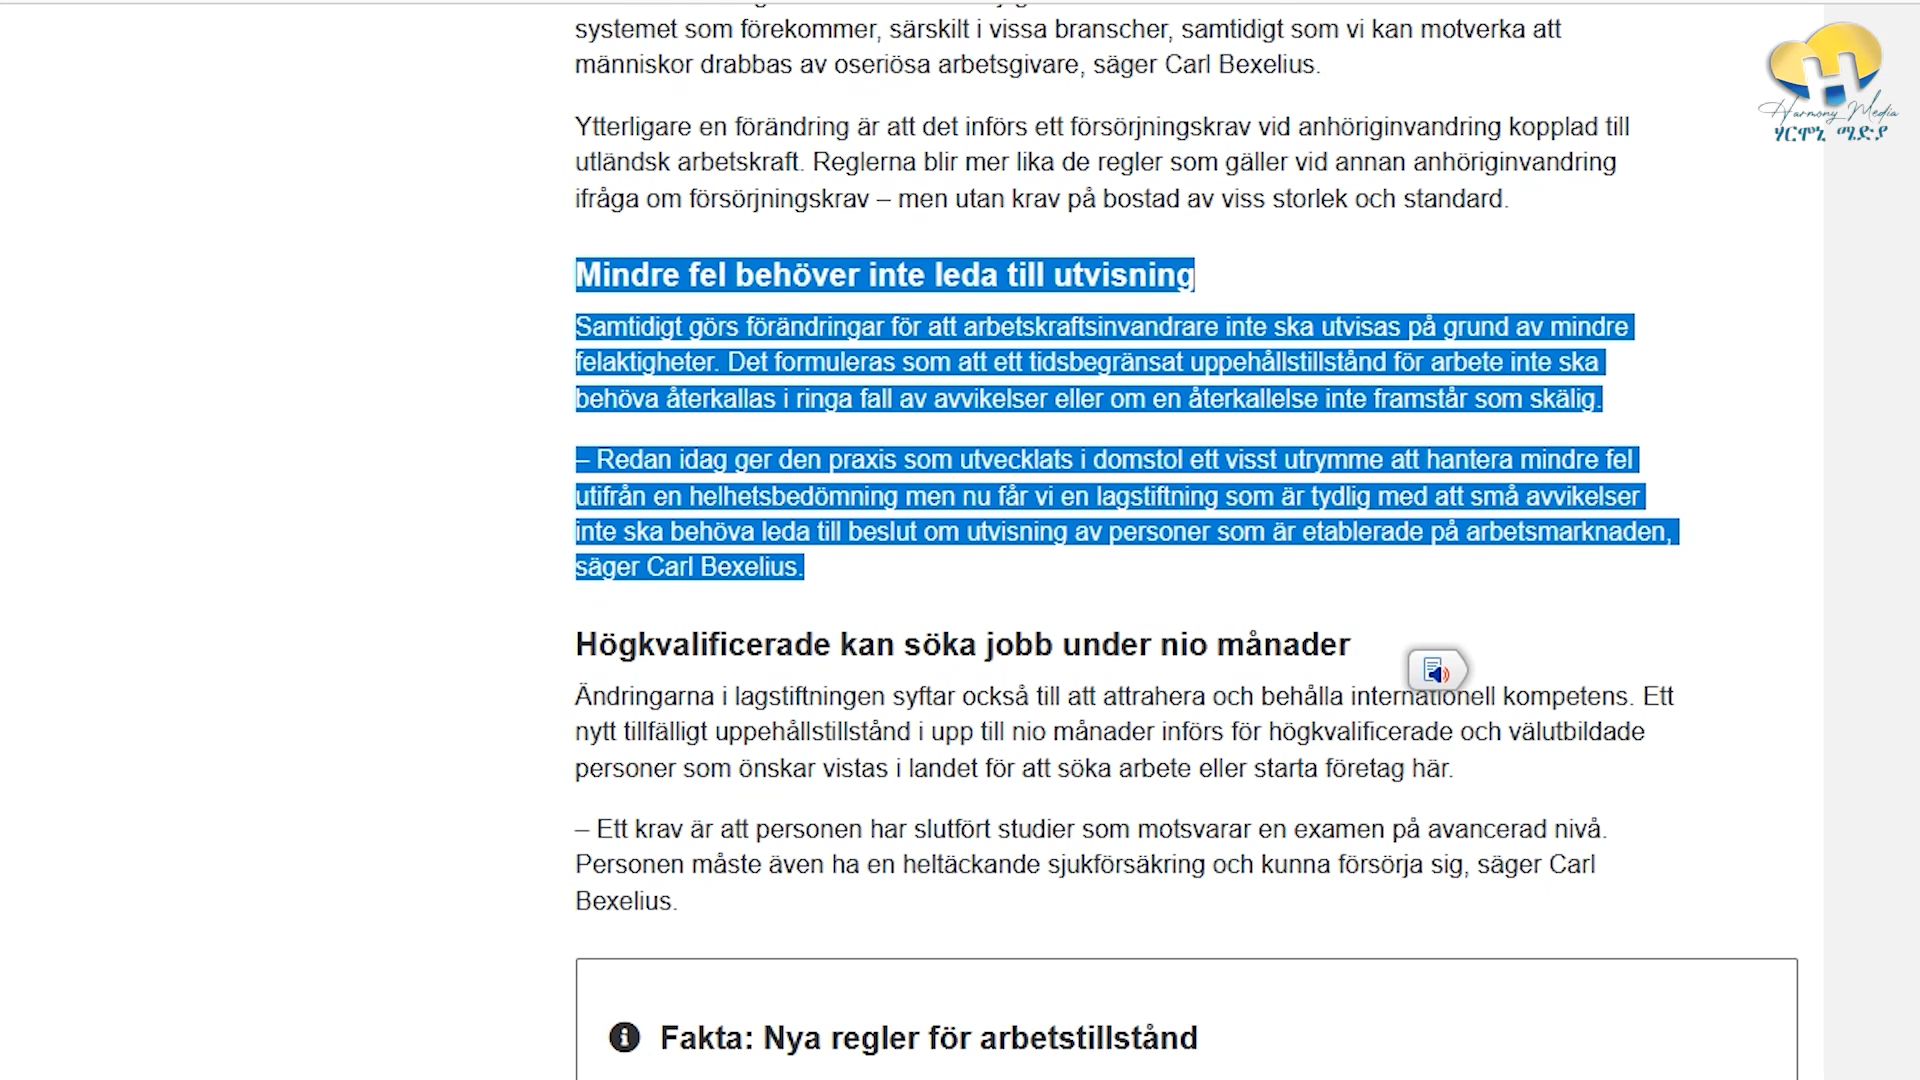 systemet som förekommer, särskilt i vissa branscher, samtidigt som vi kan motverka att
människor drabbas av oseriösa arbetsgivare, säger Carl Bexelius.
Harmony Media
ሃርሞኒ ሜድያ
Ytterligare en förändring är att det införs ett försörjningskrav vid anhöriginvandring kopplad till
utländsk arbetskraft. Reglerna blir mer lika de regler som gäller vid annan anhöriginvandring
ifråga om försörjningskrav – men utan krav på bostad av viss storlek och standard.
Mindre fel behöver inte leda till utvisning
Samtidigt görs förändringar för att arbetskraftsinvandrare inte ska utvisas på grund av mindre
felaktigheter. Det formuleras som att ett tidsbegränsat uppehållstillstånd för arbete inte ska
behöva återkallas i ringa fall av avvikelser eller om en återkallelse inte framstår som skälig.
– Redan idag ger den praxis som utvecklats i domstol ett visst utrymme att hantera mindre fel
utifrån en helhetsbedömning men nu får vi en lagstiftning som är tydlig med att små avvikelser
inte ska behöva leda till beslut om utvisning av personer som är etablerade på arbetsmarknaden,
säger Carl Bexelius.
Högkvalificerade kan söka jobb under nio månader
Ändringarna i lagstiftningen syftar också till att attrahera och behålla internationell kompetens. Ett
nytt tillfälligt uppehållstillstånd i upp till nio månader införs för högkvalificerade och välutbildade
personer som önskar vistas i landet för att söka arbete eller starta företag här.
– Ett krav är att personen har slutfört studier som motsvarar en examen på avancerad nivå.
Personen måste även ha en heltäckande sjukförsäkring och kunna försörja sig, säger Carl
Bexelius.
Fakta: Nya regler för arbetstillstånd